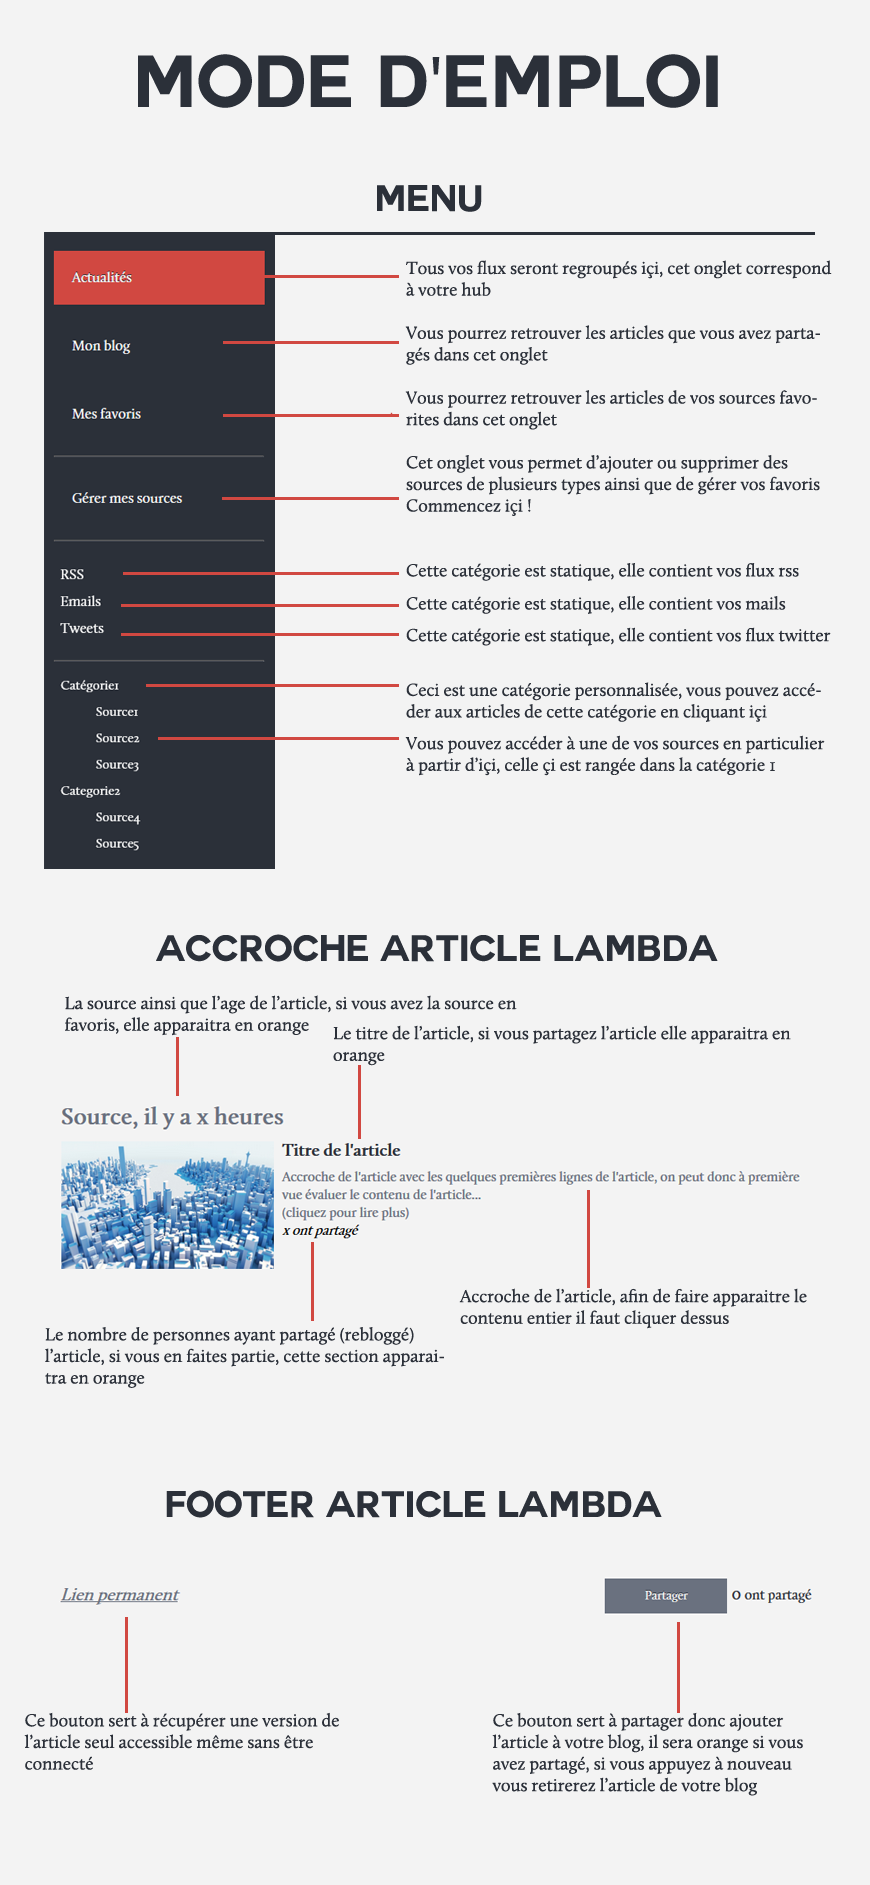 MODE D'EMPLOI
MENU
Actualités
Tous vos flux seront regroupés içi, cet onglet correspond
à votre hub
Mon blog
Vous pourrez retrouver les articles que vous avez parta-
gés dans cet onglet
Mes favoris
Vous pourrez retrouver les articles de vos sources favo-
rites dans cet onglet
Gérer mes sources
Cet onglet vous permet d'ajouter ou supprimer des
sources de plusieurs types ainsi que de gérer vos favoris
Commencez içi !
RSS
Cette catégorie est statique, elle contient vos flux rss
Emails
Cette catégorie est statique, elle contient vos mails
Tweets
Cette catégorie est statique, elle contient vos flux twitter
Catégorie1
Ceci est une catégorie personnalisée, vous pouvez accé-
der aux articles de cette catégorie en cliquant içi
Source1
Source2
Vous pouvez accéder à une de vos sources en particulier
à partir d'içi, celle çi est rangée dans la catégorie 1
Source3
Categorie2
Source4
Source5
ACCROCHE ARTICLE LAMBDA
La source ainsi que l'age de l'article, si vous avez la source en
favoris, elle apparaitra en orange
Le titre de l'article, si vous partagez l'article elle apparaitra en
orange
Source, il y a x heures
Titre de l'article
Accroche de l'article avec les quelques premières lignes de l'article, on peut donc à première
vue évaluer le contenu de l'article...
(cliquez pour lire plus)
x ont partagé
Accroche de l'article, afin de faire apparaitre le
contenu entier il faut cliquer dessus
Le nombre de personnes ayant partagé (rebloggé)
l'article, si vous en faites partie, cette section apparai-
tra en orange
FOOTER ARTICLE LAMBDA
Lien permanent
Partager
0 ont partagé
Ce bouton sert à récupérer une version de
l'article seul accessible même sans être
connecté
Ce bouton sert à partager donc ajouter
l'article à votre blog, il sera orange si vous
avez partagé, si vous appuyez à nouveau
vous retirerez l'article de votre blog